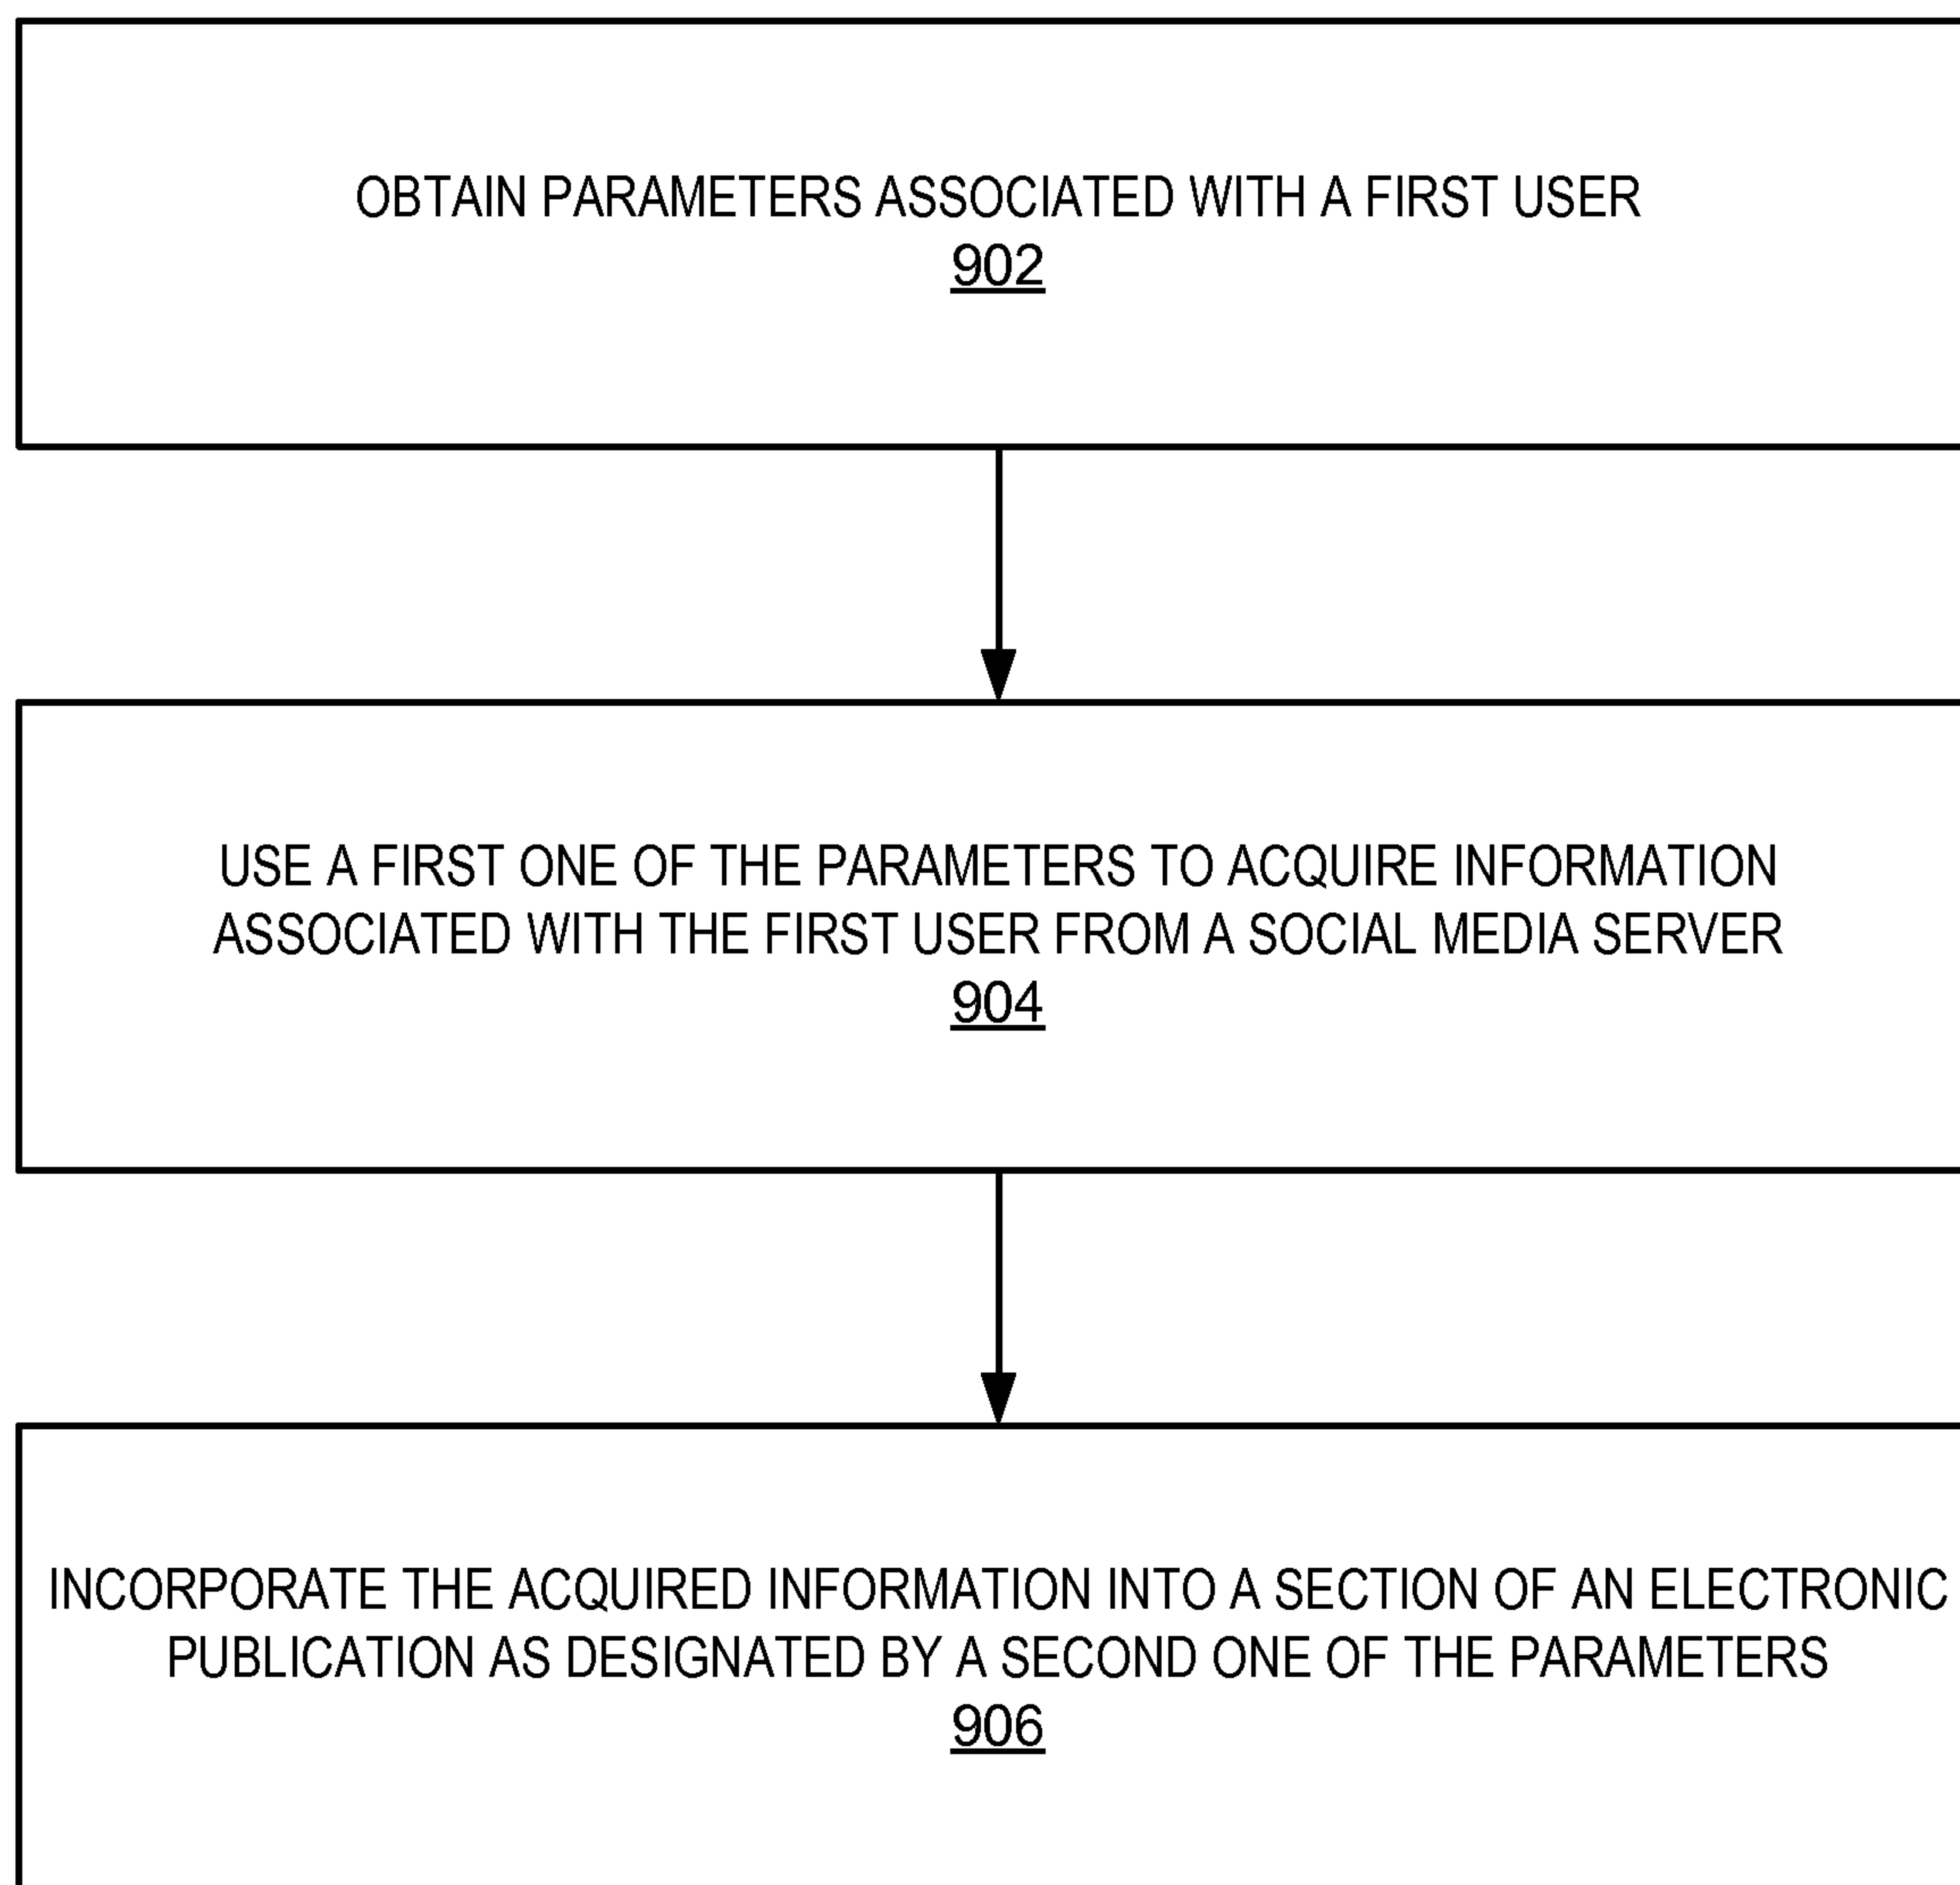 OBTAIN PARAMETERS ASSOCIATED WITH A FIRST USER
902
USE A FIRST ONE OF THE PARAMETERS TO ACQUIRE INFORMATION
ASSOCIATED WITH THE FIRST USER FROM A SOCIAL MEDIA SERVER
904
INCORPORATE THE ACQUIRED INFORMATION INTO A SECTION OF AN ELECTRONIC
PUBLICATION AS DESIGNATED BY A SECOND ONE OF THE PARAMETERS
906